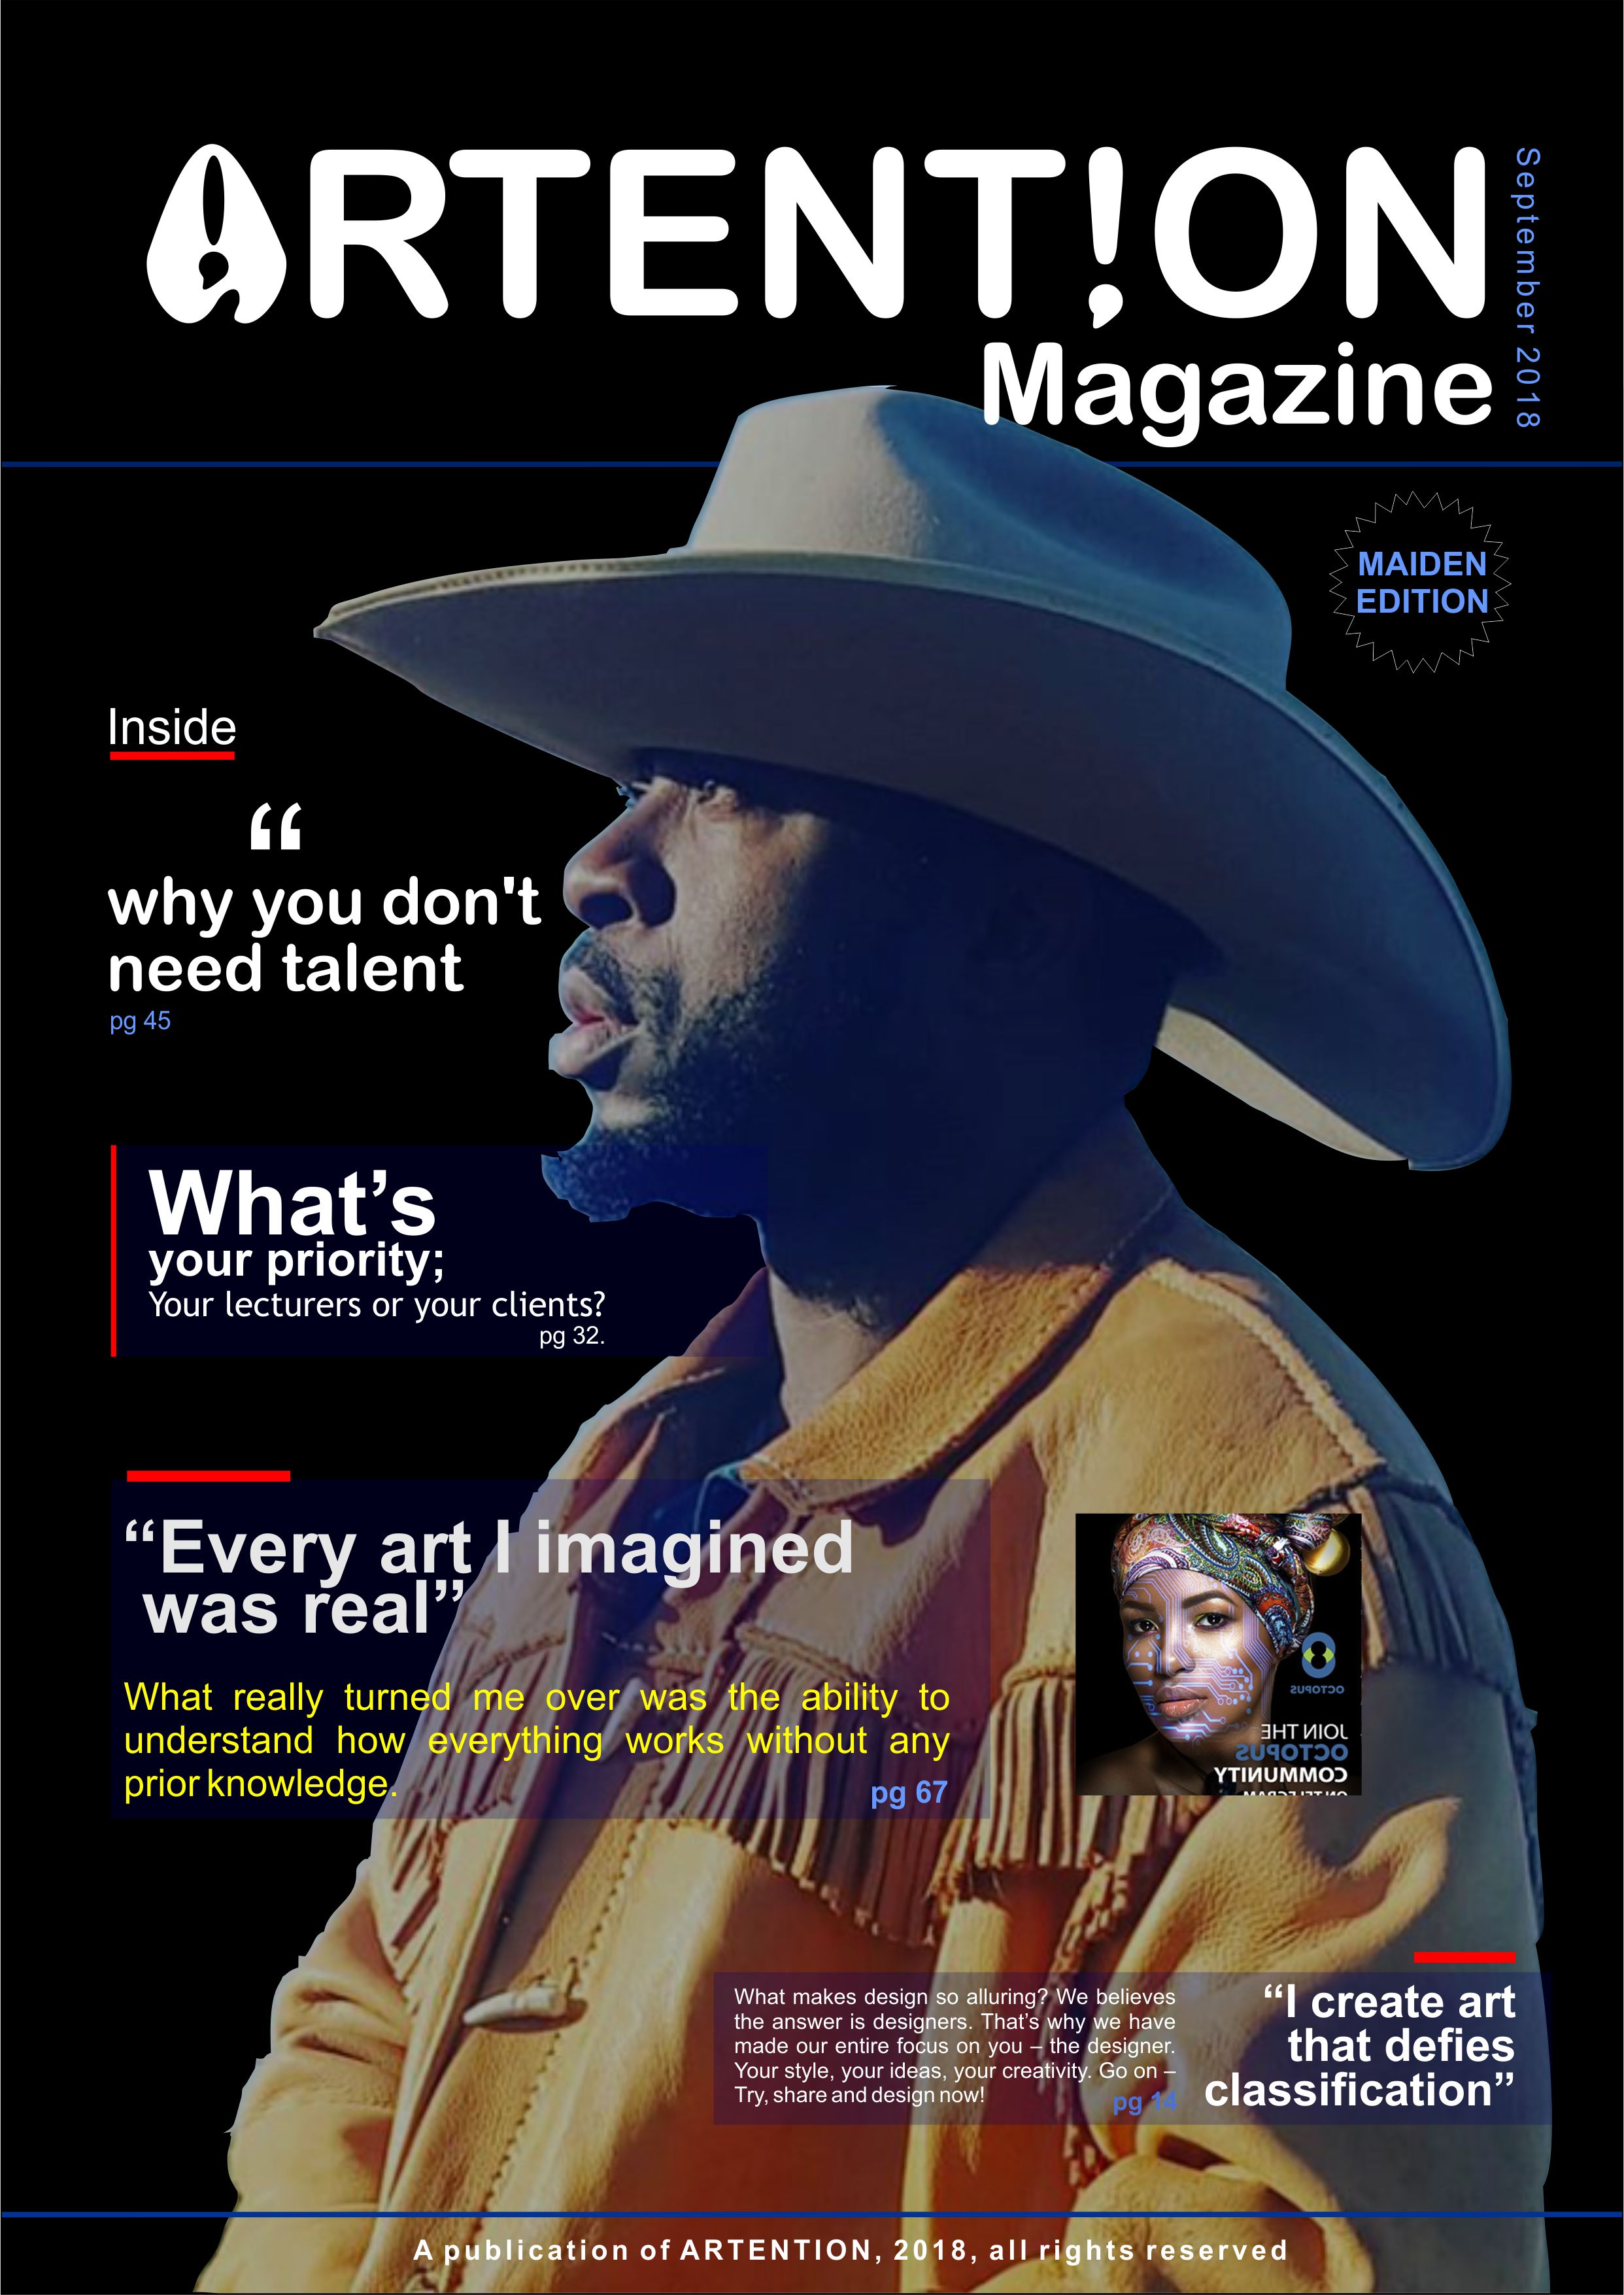 ARTENT!ON
Magazine
September 2018
MAIDEN
EDITION
Inside
“
why you don't
need talent
pg 45
What’s
your priority;
Your lecturers or your clients?
pg 32.
“Every art I imagined
was real”
What really turned me over was the ability to
understand how everything works without any
prior knowledge.
pg 67
OCTOPUS
JOIN THE
OCTOPUS
COMMUNITY
ON TELEGRAM
What makes design so alluring? We believes
the answer is designers. That’s why we have
made our entire focus on you – the designer.
Your style, your ideas, your creativity. Go on –
Try, share and design now!
pg 14
“I create art
that defies
classification”
A publication of ARTENTION, 2018, all rights reserved